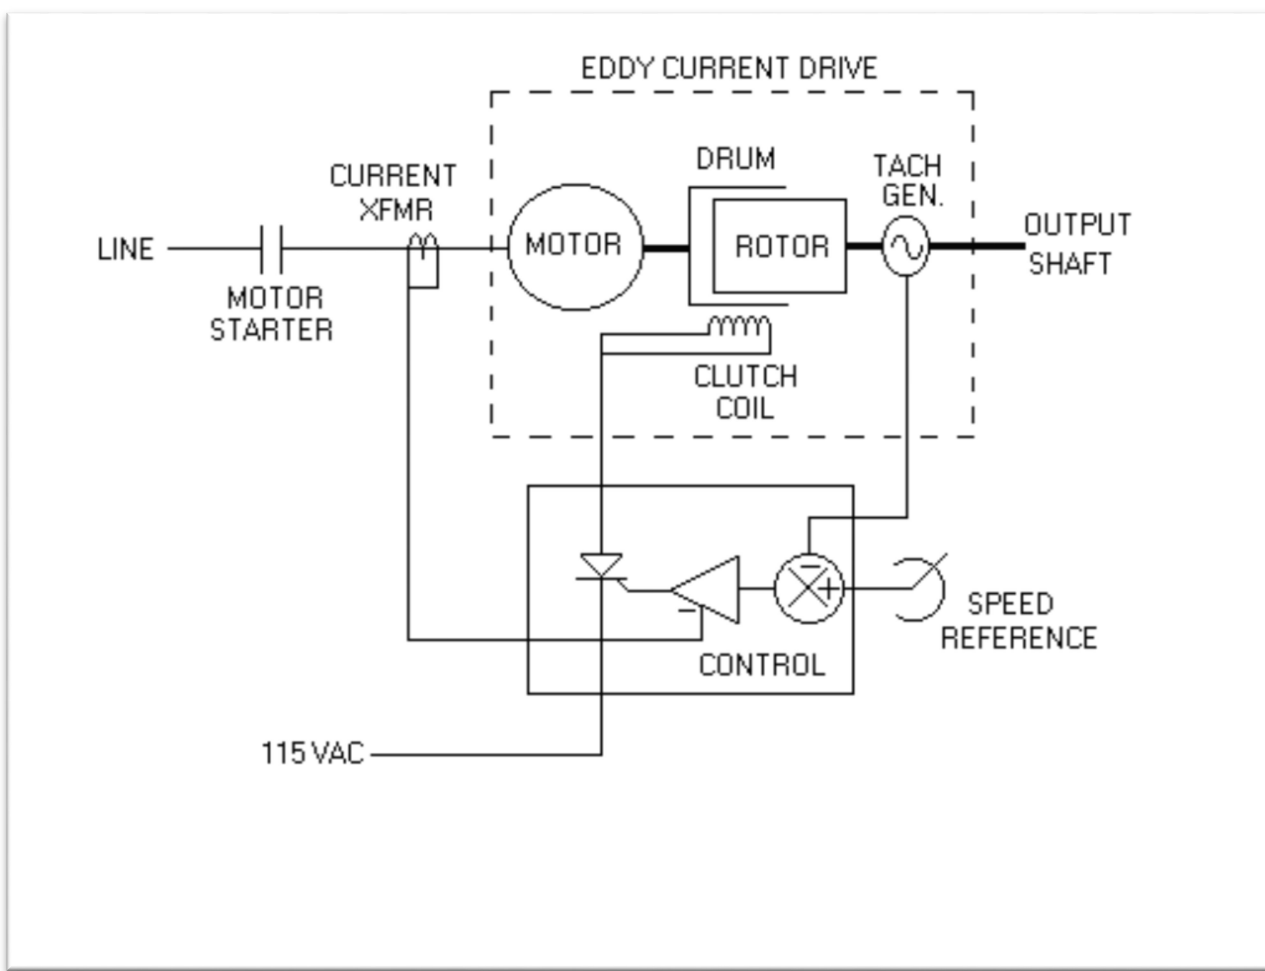 EDDY CURRENT DRIVE
DRUM
TACH
GEN.
CURRENT
XFMR
LINE
MOTOR
ROTOR
OUTPUT
SHAFT
MOTOR
STARTER
CLUTCH
COIL
-
+
-
SPEED
REFERENCE
CONTROL
115 VAC